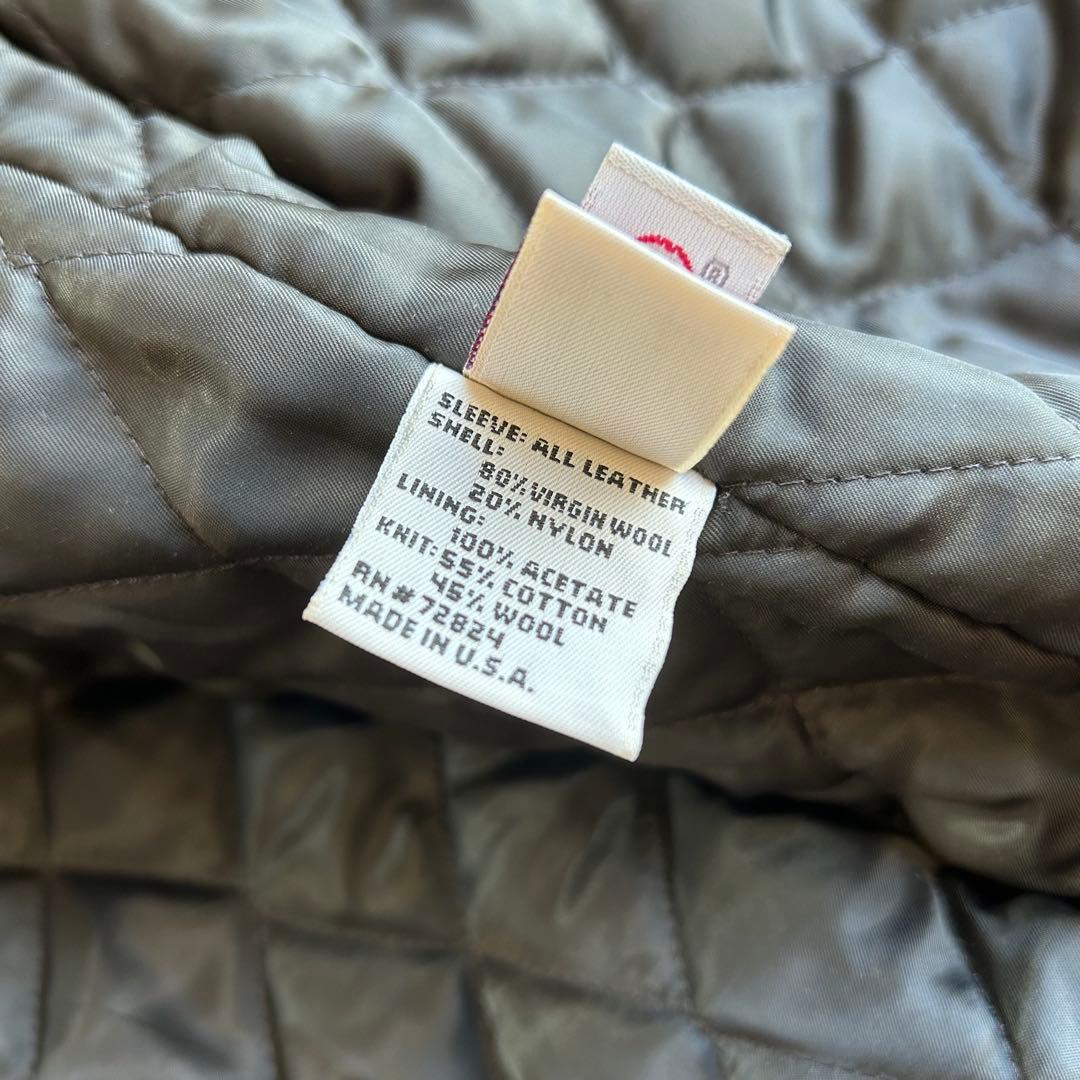 ®
SLEEVE: ALL LEATHER
SHELL:
80% VIRGIN WOOL
20% NYLON
LINING:
100% ACETATE
KNIT: 55% COTTON
45% WOOL
RN # 72824
MADE IN U.S.A.